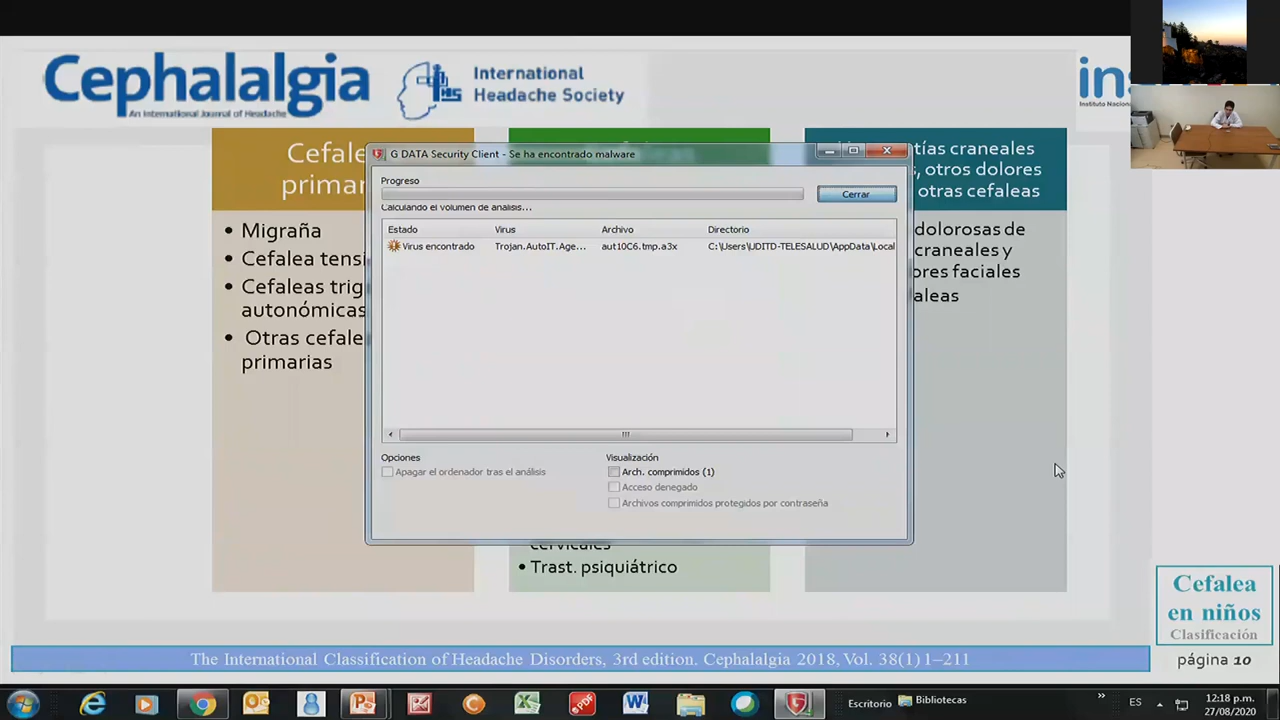 Cephalalgia
An International Journal of Headache
International
Headache Society
ins
Instituto Nacional
Cefale
primar
• Migraña
• Cefalea tensi
• Cefaleas trig
autonómicas
• Otras cefale
primarias
cervicales
• Trast. psiquiátrico
tías craneales
s, otros dolores
otras cefaleas
dolorosas de
craneales y
ores faciales
aleas
G DATA Security Client - Se ha encontrado malware
Progreso
Cerrar
Calculando el volumen de análisis...
Estado Virus Archivo Directorio
Virus encontrado Trojan.AutoIT.Age... aut10C6.tmp.a3x C:\Users\UDITD-TELESALUD\AppData\Local
Opciones
Apagar el ordenador tras el análisis
Visualización
Arch. comprimidos (1)
Acceso denegado
Archivos comprimidos protegidos por contraseña
Cefalea
en niños
Clasificación
página 10
The International Classification of Headache Disorders, 3rd edition. Cephalalgia 2018, Vol. 38(1) 1–211
Escritorio
Bibliotecas
»
ES
12:18 p.m.
27/08/2020